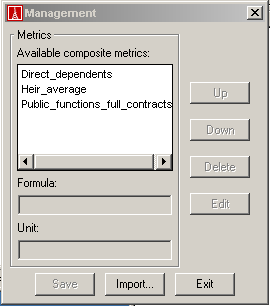 Management
Metrics
Available composite metrics:
Direct_dependents
Heir_average
Public_functions_full_contracts
Up
Down
Delete
Edit
Formula:
Unit:
Save
Import...
Exit